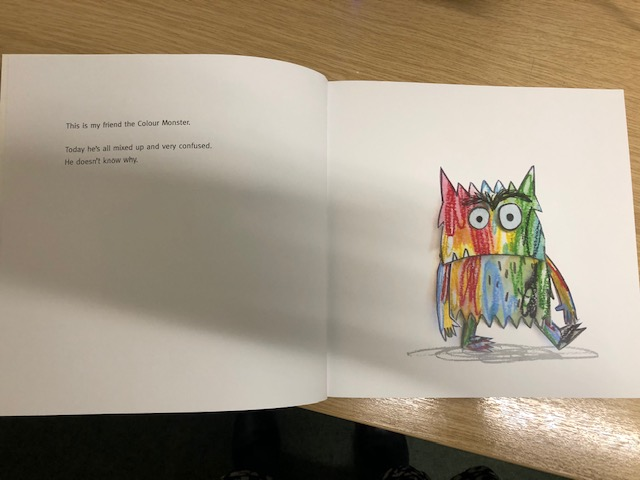 This is my friend the Colour Monster.
Today he's all mixed up and very confused.
He doesn't know why.